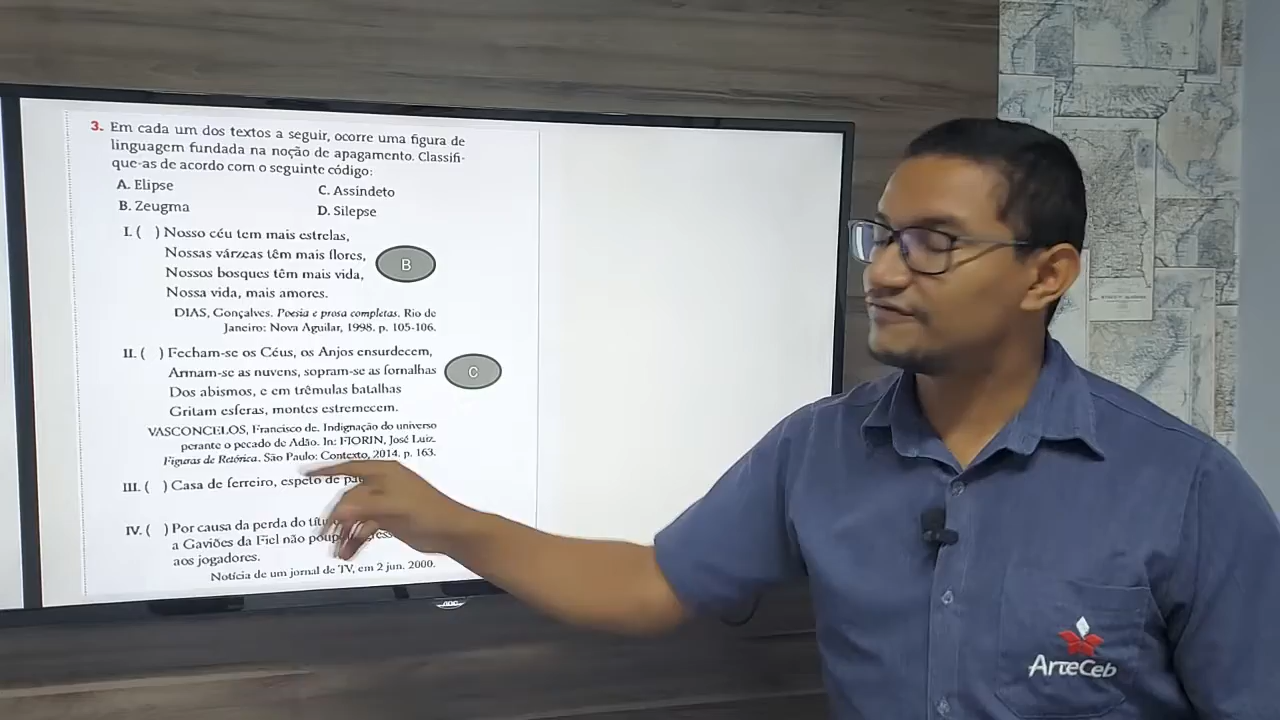 3. Em cada um dos textos a seguir, ocorre uma figura de
linguagem fundada na noção de apagamento. Classifi-
que-as de acordo com o seguinte código:
A. Elipse
C. Assíndeto
B. Zeugma
D. Silepse
I. ( ) Nosso céu tem mais estrelas,
Nossas várzeas têm mais flores,
Nossos bosques têm mais vida,
Nossa vida, mais amores.
B
DIAS, Gonçalves. Poesia e prosa completas. Rio de
Janeiro: Nova Aguilar, 1998. p. 105-106.
II. ( ) Fecham-se os Céus, os Anjos ensurdecem,
Armam-se as nuvens, sopram-se as fornalhas
Dos abismos, e em trêmulas batalhas
Gritam esferas, montes estremecem.
C
VASCONCELOS, Francisco de. Indignação do universo
perante o pecado de Adão. In: FIORIN, José Luiz.
Figuras de Retórica. São Paulo: Contexto, 2014. p. 163.
III. ( ) Casa de ferreiro, espeto de
IV. ( ) Por causa da perda do
a Gaviões da Fiel não
aos jogadores.
Notícia de um jornal de TV, em 2 jun. 2000.
AOC
ArteCeb